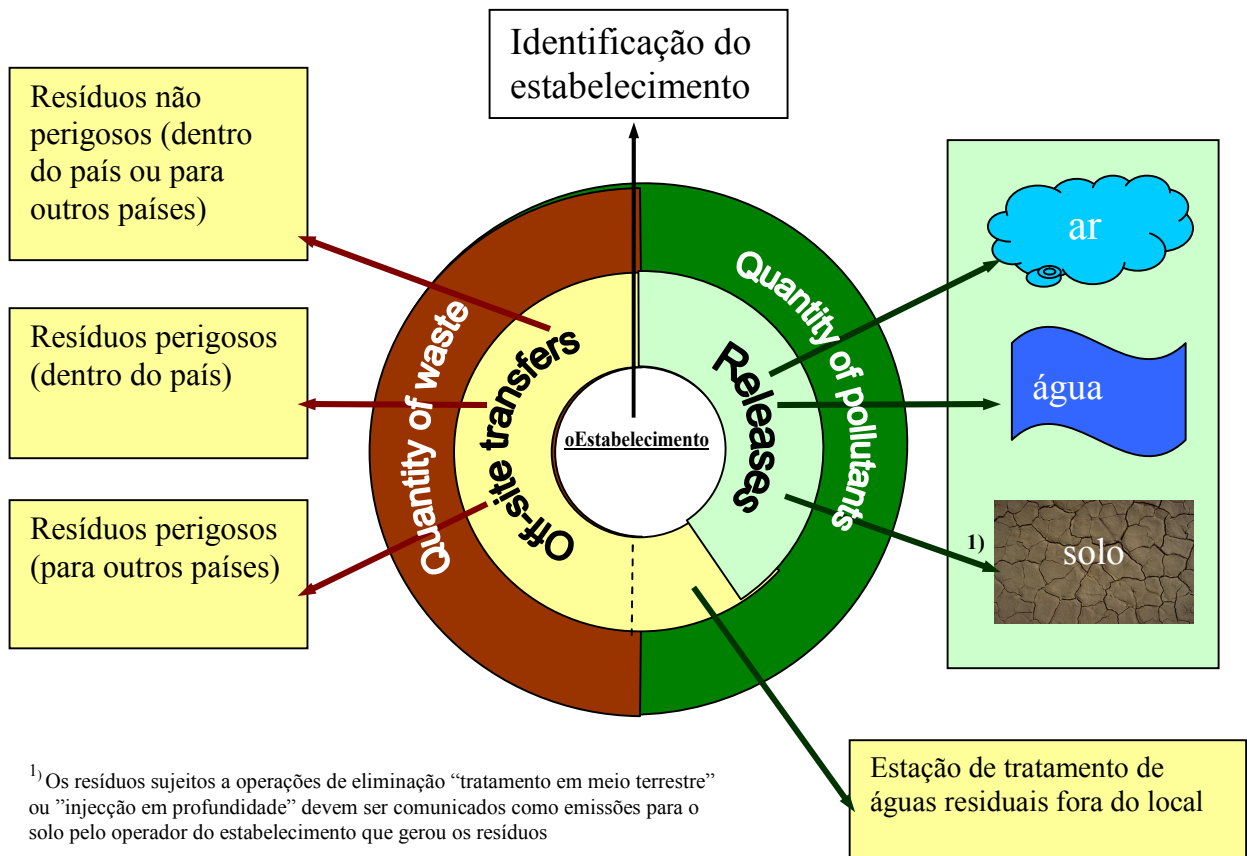 Identificação do
estabelecimento
Resíduos não
perigosos (dentro
do país ou para
outros países)
Resíduos perigosos
(dentro do país)
Resíduos perigosos
(para outros países)
Quantity of waste
Off-site transfers
oEstabelecimento
Releases
Quantity of pollutants
ar
água
1)
solo
Estação de tratamento de
águas residuais fora do local
1) Os resíduos sujeitos a operações de eliminação “tratamento em meio terrestre”
ou ”injecção em profundidade” devem ser comunicados como emissões para o
solo pelo operador do estabelecimento que gerou os resíduos